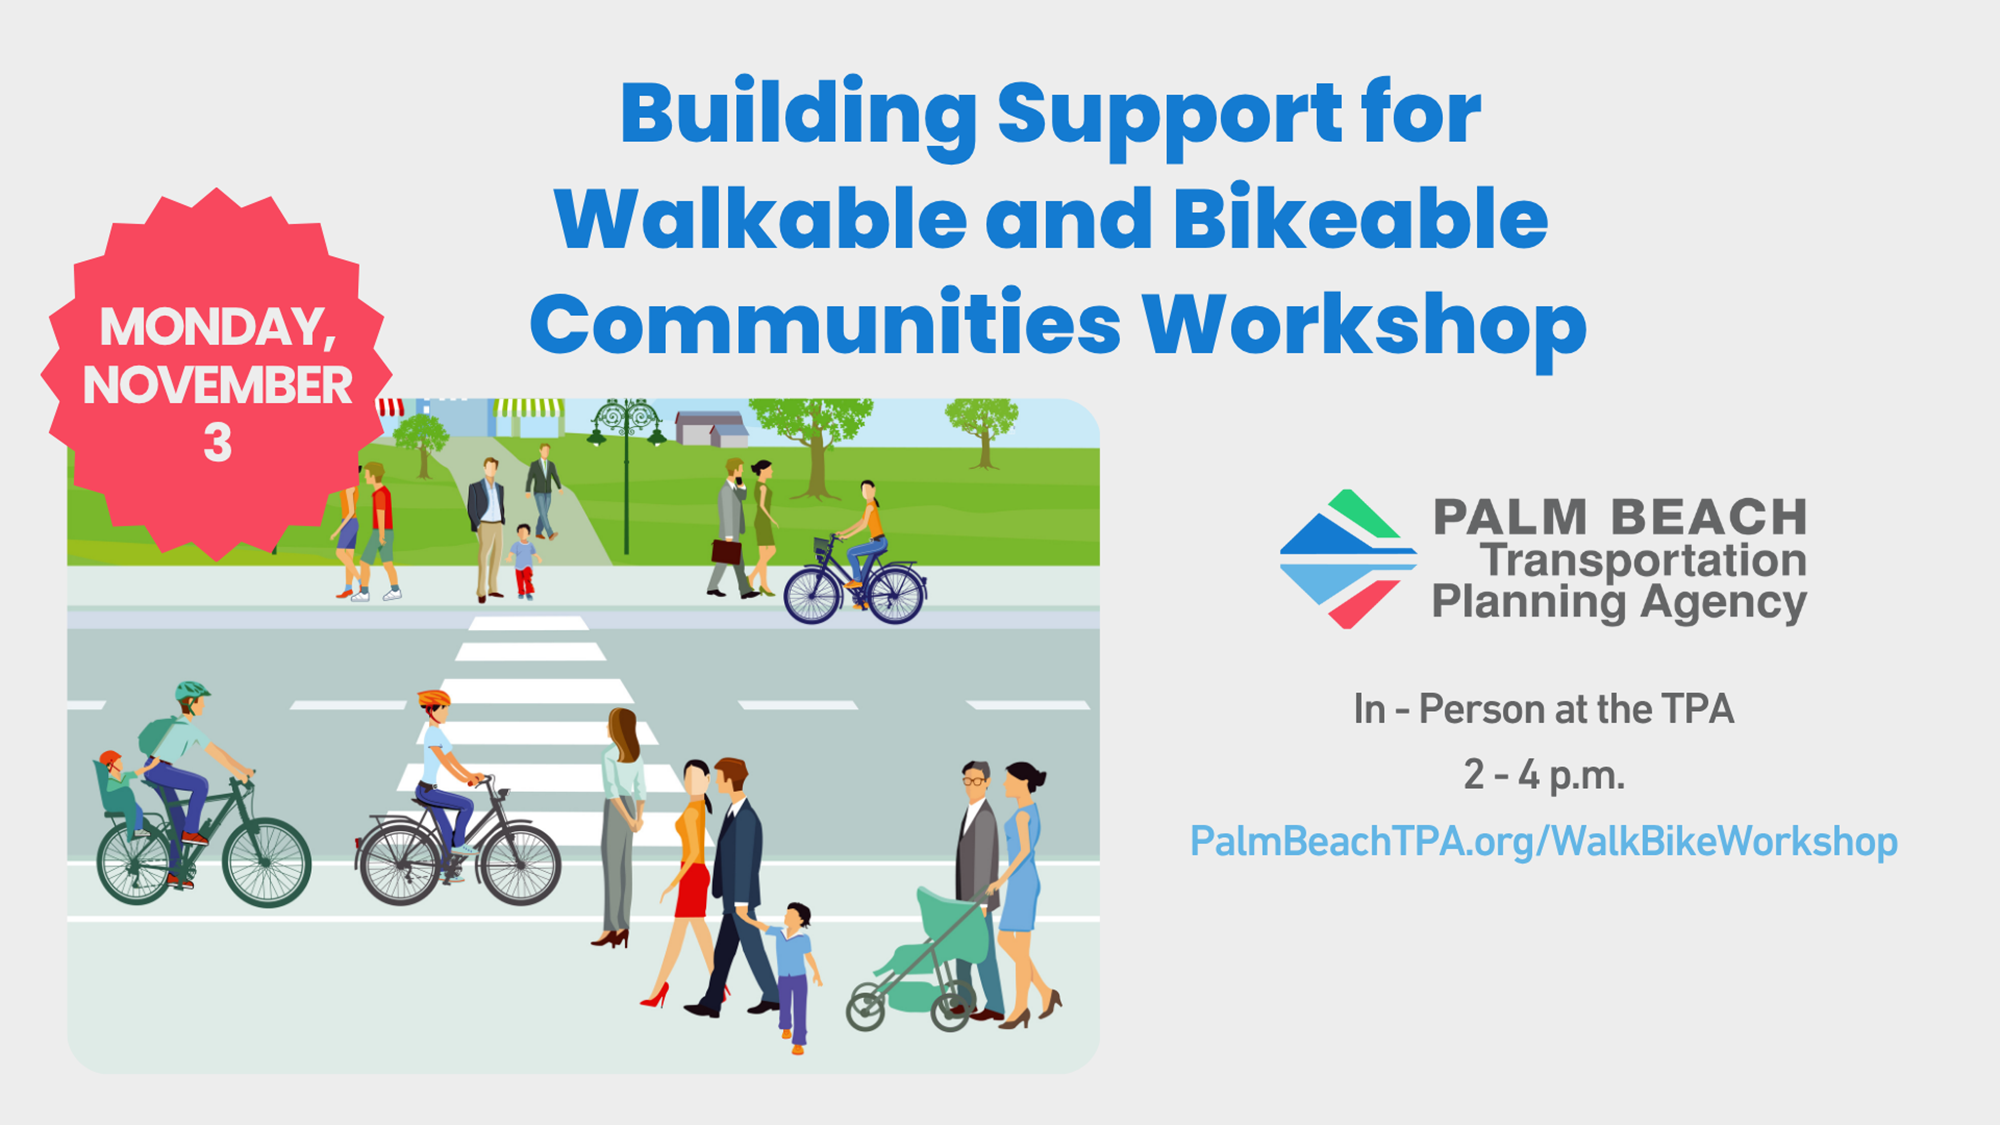 Building Support for
Walkable and Bikeable
Communities Workshop
MONDAY,
NOVEMBER
3
PALM BEACH
Transportation
Planning Agency
In - Person at the TPA
2 - 4 p.m.
PalmBeachTPA.org/WalkBikeWorkshop